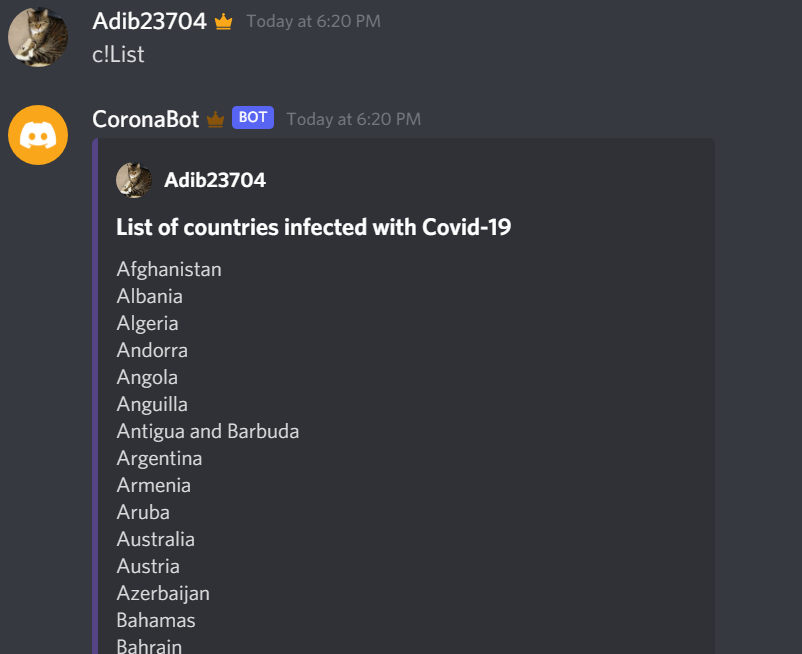 Adib23704 Today at 6:20 PM
c!List
CoronaBot BOT Today at 6:20 PM
Adib23704
List of countries infected with Covid-19
Afghanistan
Albania
Algeria
Andorra
Angola
Anguilla
Antigua and Barbuda
Argentina
Armenia
Aruba
Australia
Austria
Azerbaijan
Bahamas
Bahrain